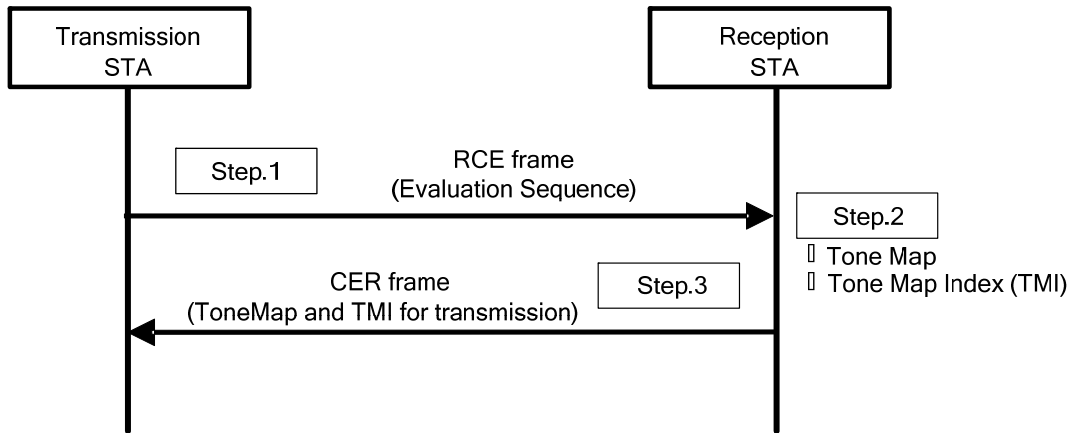 Transmission
STA
Reception
STA
Step.1
RCE frame
(Evaluation Sequence)
Step.2
Tone Map
Tone Map Index (TMI)
CER frame
(ToneMap and TMI for transmission)
Step.3